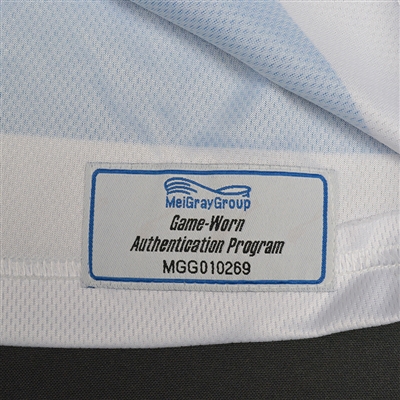 MeiGrayGroup
Game-Worn
Authentication Program
MGG010269